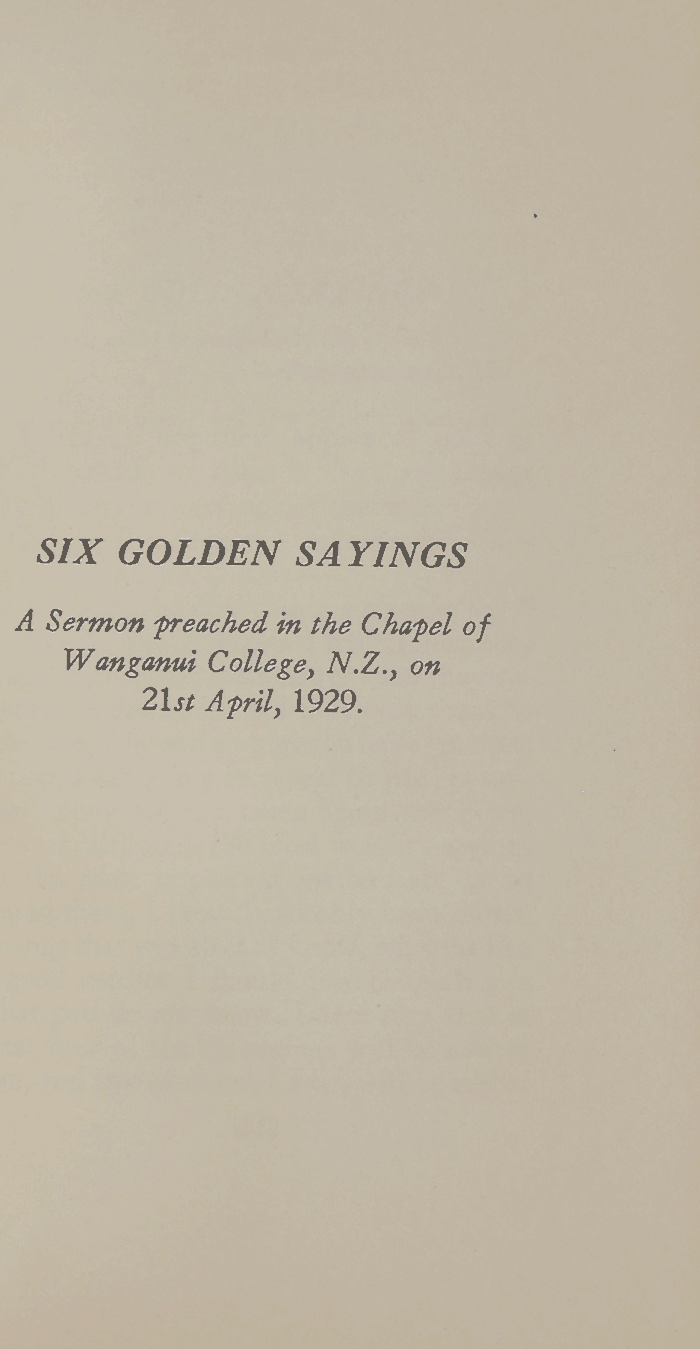 SIX GOLDEN SAYINGS
A Sermon preached in the Chapel of
Wanganui College, N.Z., on
21st April, 1929.